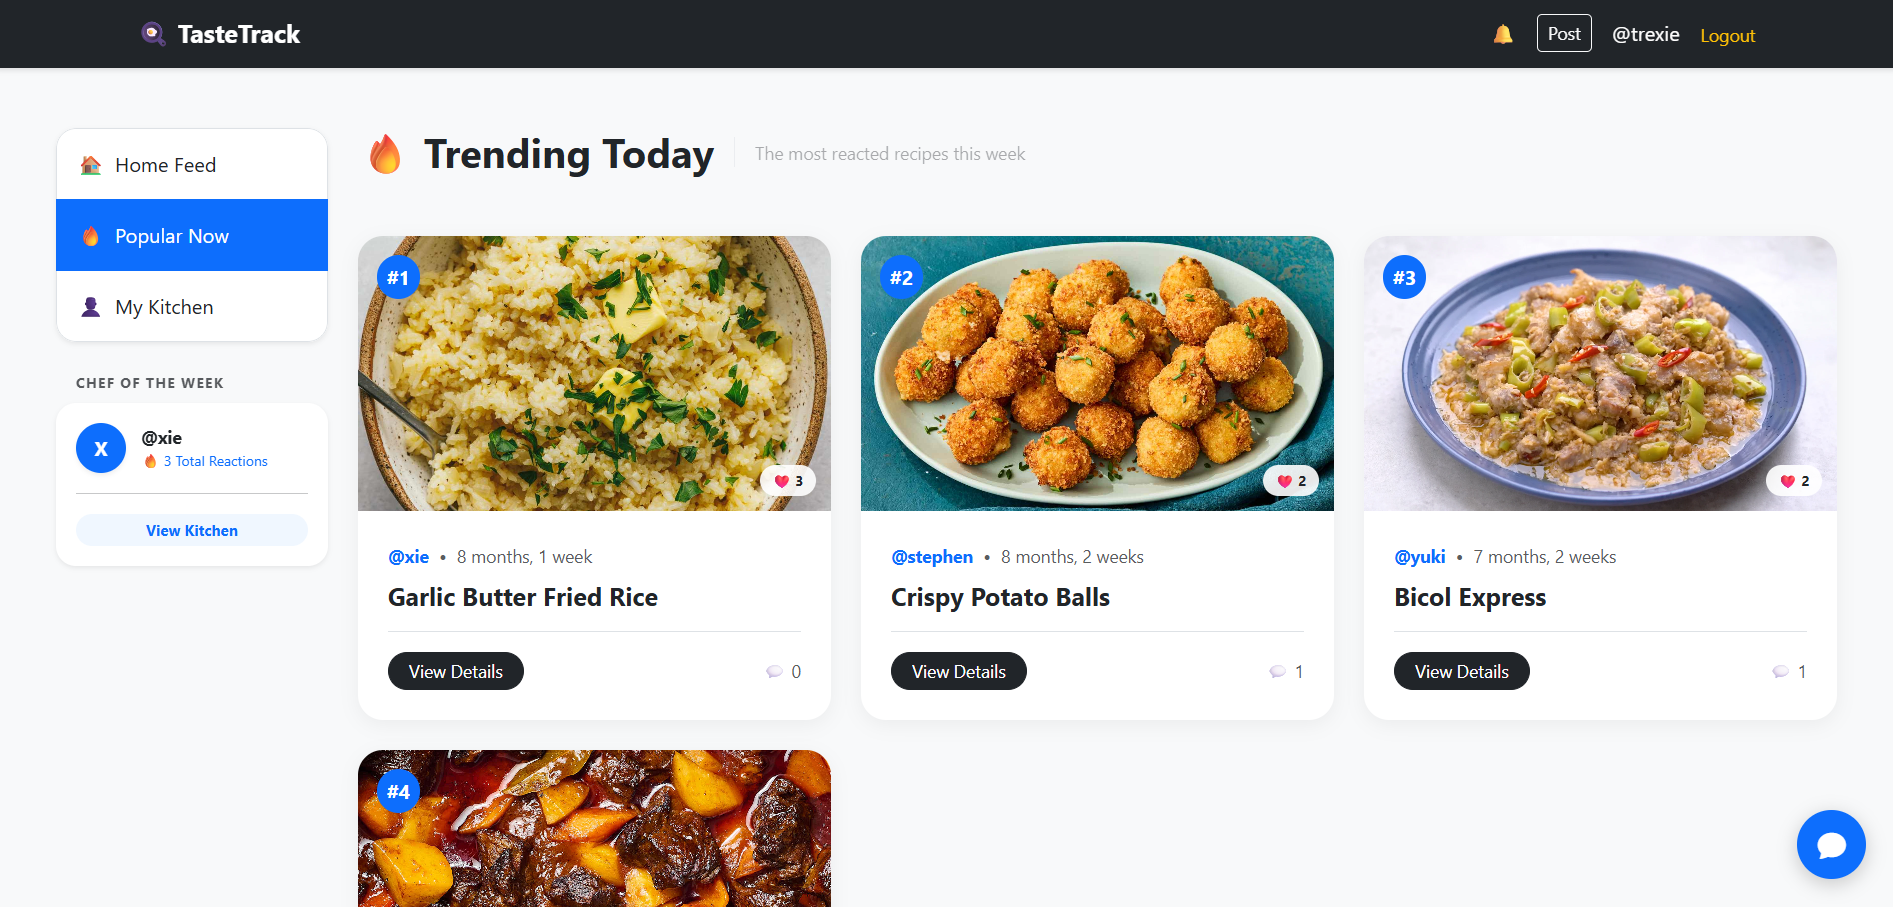 TasteTrack
Post
@trexie
Logout
Home Feed
Popular Now
My Kitchen
CHEF OF THE WEEK
X
@xie
3 Total Reactions
View Kitchen
Trending Today
The most reacted recipes this week
#1
3
@xie • 8 months, 1 week
Garlic Butter Fried Rice
View Details
0
#2
2
@stephen • 8 months, 2 weeks
Crispy Potato Balls
View Details
1
#3
2
@yuki • 7 months, 2 weeks
Bicol Express
View Details
1
#4